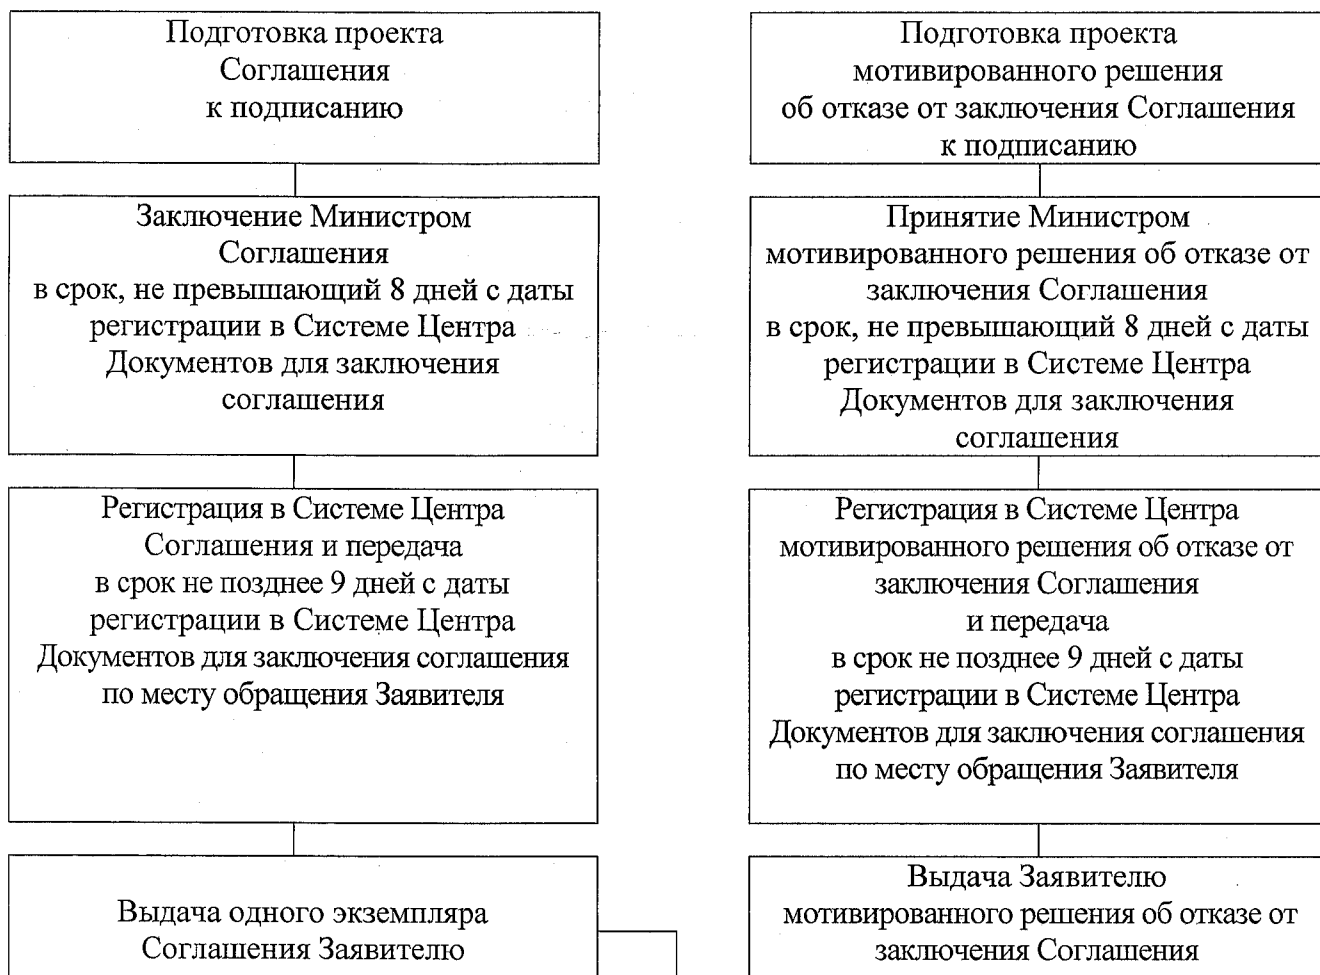 Подготовка проекта
Соглашения
к подписанию
Подготовка проекта
мотивированного решения
об отказе от заключения Соглашения
к подписанию
Заключение Министром
Соглашения
в срок, не превышающий 8 дней с даты
регистрации в Системе Центра
Документов для заключения
соглашения
Принятие Министром
мотивированного решения об отказе от
заключения Соглашения
в срок, не превышающий 8 дней с даты
регистрации в Системе Центра
Документов для заключения
соглашения
Регистрация в Системе Центра
Соглашения и передача
в срок не позднее 9 дней с даты
регистрации в Системе Центра
Документов для заключения соглашения
по месту обращения Заявителя
Регистрация в Системе Центра
мотивированного решения об отказе от
заключения Соглашения
и передача
в срок не позднее 9 дней с даты
регистрации в Системе Центра
Документов для заключения соглашения
по месту обращения Заявителя
Выдача одного экземпляра
Соглашения Заявителю
Выдача Заявителю
мотивированного решения об отказе от
заключения Соглашения